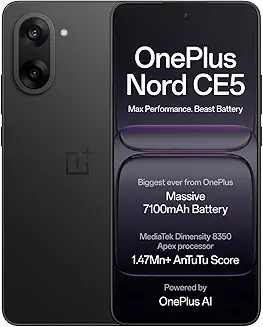 OnePlus
Nord CE5
Max Performance. Beast Battery
Biggest ever from OnePlus
Massive
7100mAh Battery
MediaTek Dimensity 8350
Apex processor
1.47Mn+ AnTuTu Score
Powered by
OnePlus AI